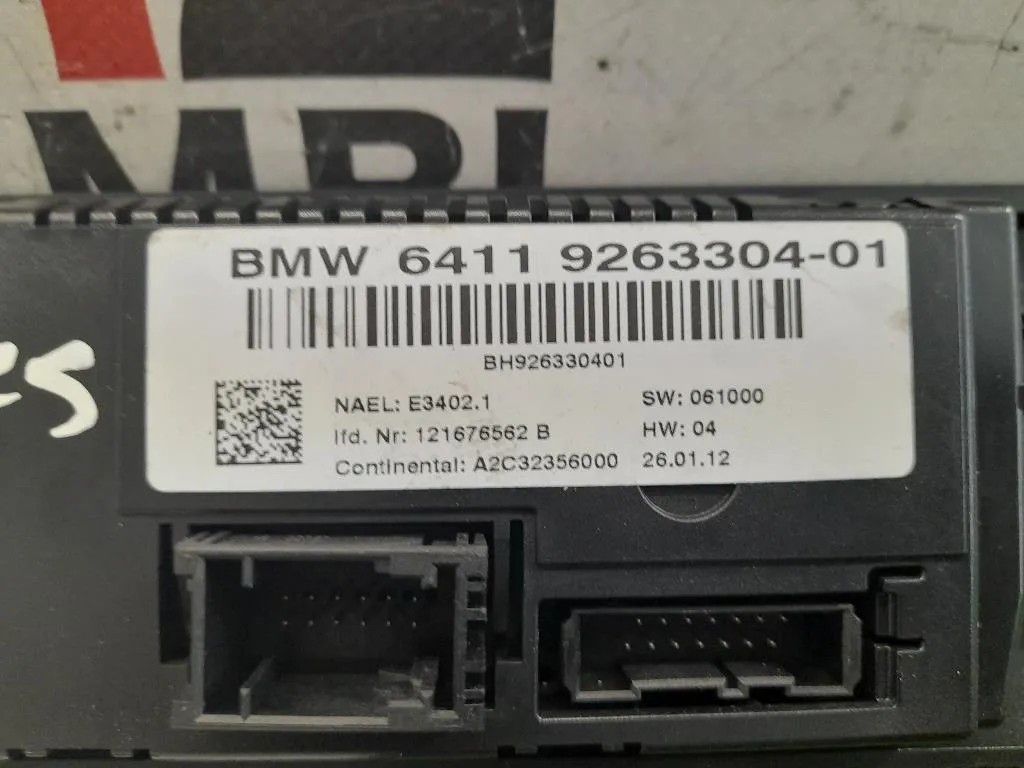 BMW 6411 9263304-01
BH926330401
NAEL: E3402.1 SW: 061000
lfd. Nr: 121676562 B HW: 04
Continental: A2C32356000 26.01.12